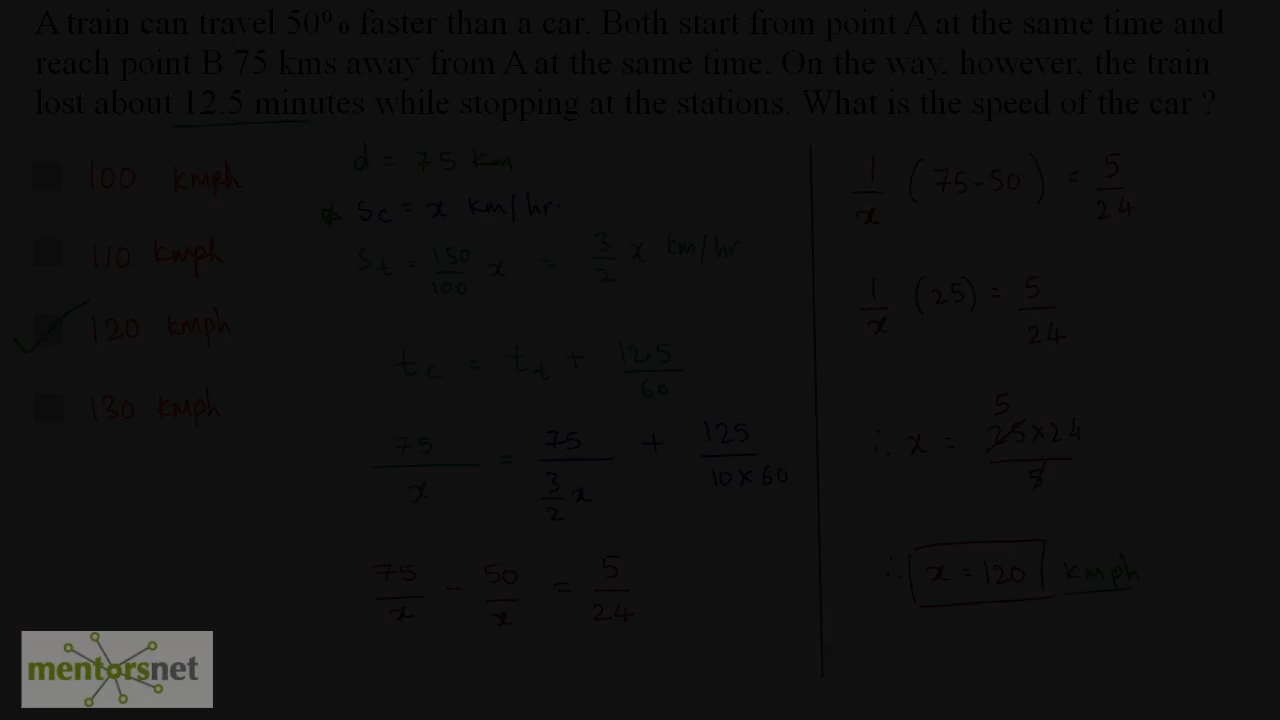 A train can travel 50% faster than a car. Both start from point A at the same time and
reach point B 75 kms away from A at the same time. On the way, however, the train
lost about 12.5 minutes while stopping at the stations. What is the speed of the car ?
100 kmph
110 kmph
120 kmph
130 kmph
d = 75 km
Sc = x km/hr.
St = 150/100 x = 3/2 x km/hr
tc = tt + 12.5/60
75/x = 75/(3/2 x) + 125/(10×60)
75/x - 50/x = 5/24
1/x (75-50) = 5/24
1/x (25) = 5/24
5
∴ x = 25×24/5
∴ x = 120 kmph
mentorsnet